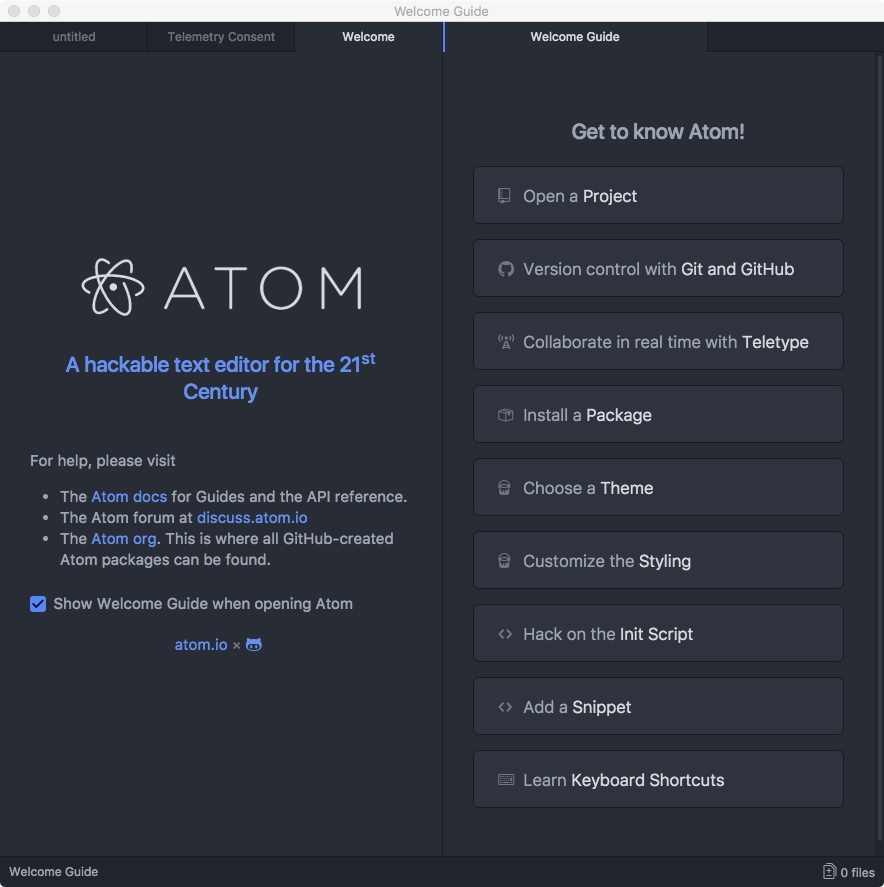 Welcome Guide
untitled
Telemetry Consent
Welcome
Welcome Guide
ATOM
A hackable text editor for the 21st
Century
For help, please visit
• The Atom docs for Guides and the API reference.
• The Atom forum at discuss.atom.io
• The Atom org. This is where all GitHub-created
Atom packages can be found.
Show Welcome Guide when opening Atom
atom.io ×
Get to know Atom!
Open a Project
Version control with Git and GitHub
Collaborate in real time with Teletype
Install a Package
Choose a Theme
Customize the Styling
Hack on the Init Script
Add a Snippet
Learn Keyboard Shortcuts
Welcome Guide
0 files